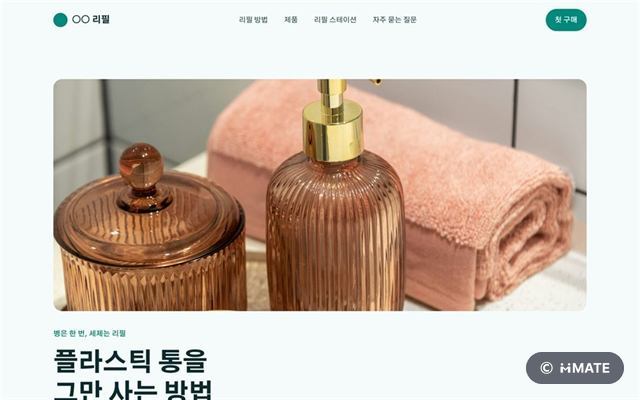 ○○ 리필
리필 방법 제품 리필 스테이션 자주 묻는 질문
첫 구매
병은 한 번, 세제는 리필
플라스틱 통을
그만 사는 방법
© MMATE